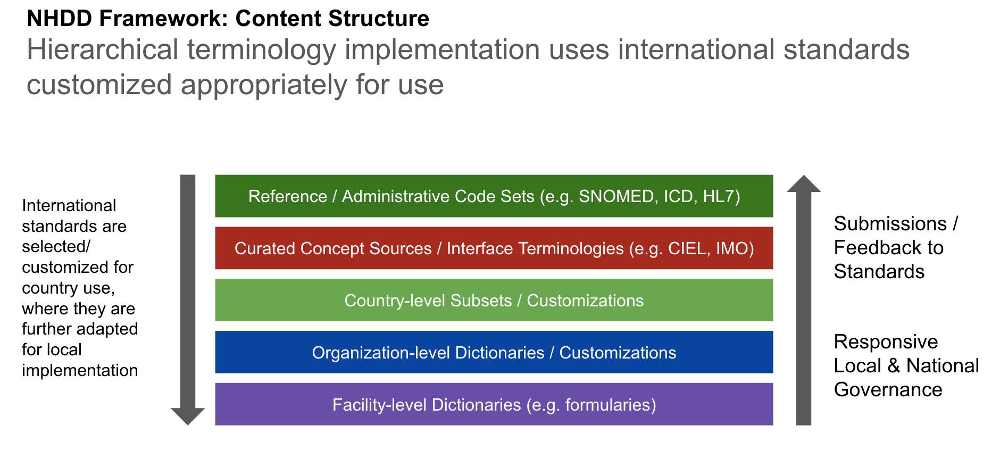 NHDD Framework: Content Structure
Hierarchical terminology implementation uses international standards
customized appropriately for use
International
standards are
selected/
customized for
country use,
where they are
further adapted
for local
implementation
Reference / Administrative Code Sets (e.g. SNOMED, ICD, HL7)
Curated Concept Sources / Interface Terminologies (e.g. CIEL, IMO)
Country-level Subsets / Customizations
Organization-level Dictionaries / Customizations
Facility-level Dictionaries (e.g. formularies)
Submissions /
Feedback to
Standards
Responsive
Local & National
Governance